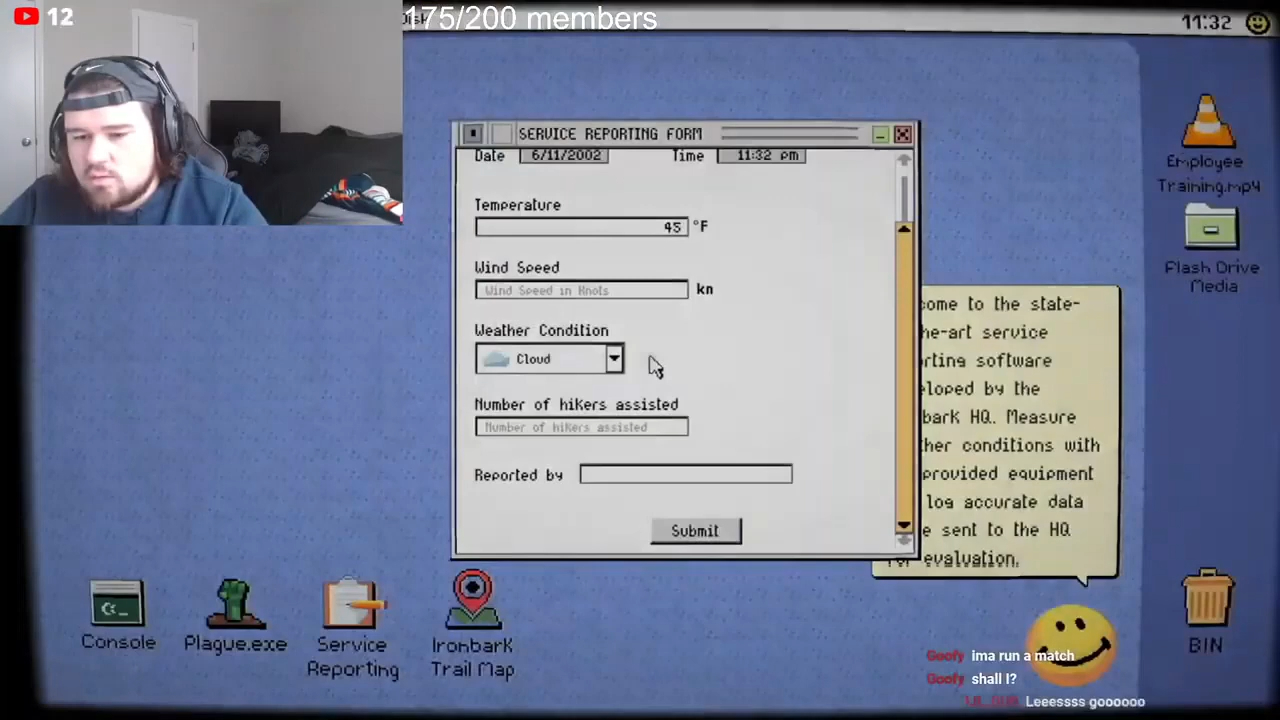 12
175/200 members
11:32
SERVICE REPORTING FORM
Date 6/11/2002 Time 11:32 pm
Temperature
45 °F
Wind Speed
Wind Speed in Knots kn
Weather Condition
Cloud
Number of hikers assisted
Number of hikers assisted
Reported by
Submit
Employee
Training.mp4
Flash Drive
Media
come to the state-
he-art service
rting software
eloped by the
bark HQ. Measure
her conditions with
provided equipment
log accurate data
e sent to the HQ
for evaluation.
Console
Plague.exe
Service
Reporting
Ironbark
Trail Map
BIN
Goofy ima run a match
Goofy shall I?
Leeessss goooooo